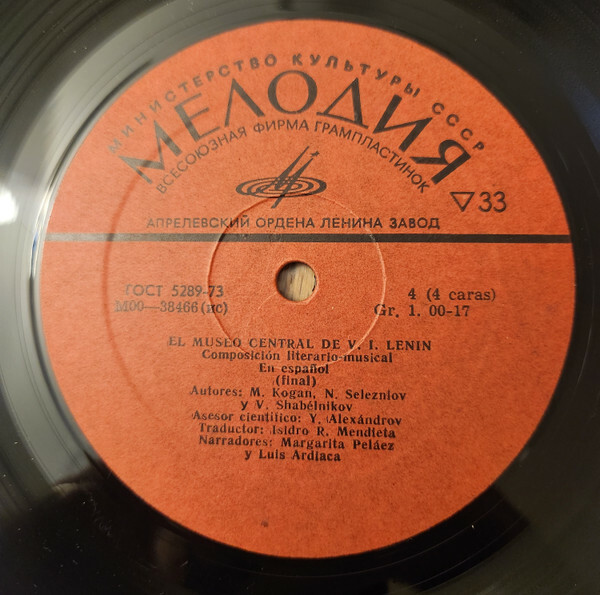 МИНИСТЕРСТВО КУЛЬТУРЫ СССР
МЕЛОДИЯ
ВСЕСОЮЗНАЯ ФИРМА ГРАМПЛАСТИНОК
▽33
АПРЕЛЕВСКИЙ ОРДЕНА ЛЕНИНА ЗАВОД
ГОСТ 5289-73
М00—38466(пс)
4 (4 caras)
Gr. 1. 00-17
EL MUSEO CENTRAL DE V. I. LENIN
Composición literario-musical
En español
(final)
Autores: M. Kogan, N. Selezniov
y V. Shabélnikov
Asesor científico: Y. Alexándrov
Traductor: Isidro R. Mendieta
Narradores: Margarita Peláez
y Luis Ardiaca